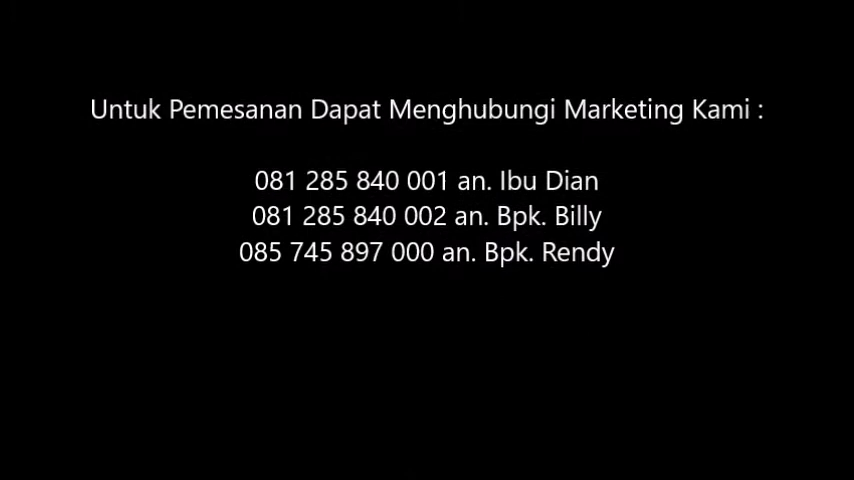 Untuk Pemesanan Dapat Menghubungi Marketing Kami :
081 285 840 001 an. Ibu Dian
081 285 840 002 an. Bpk. Billy
085 745 897 000 an. Bpk. Rendy